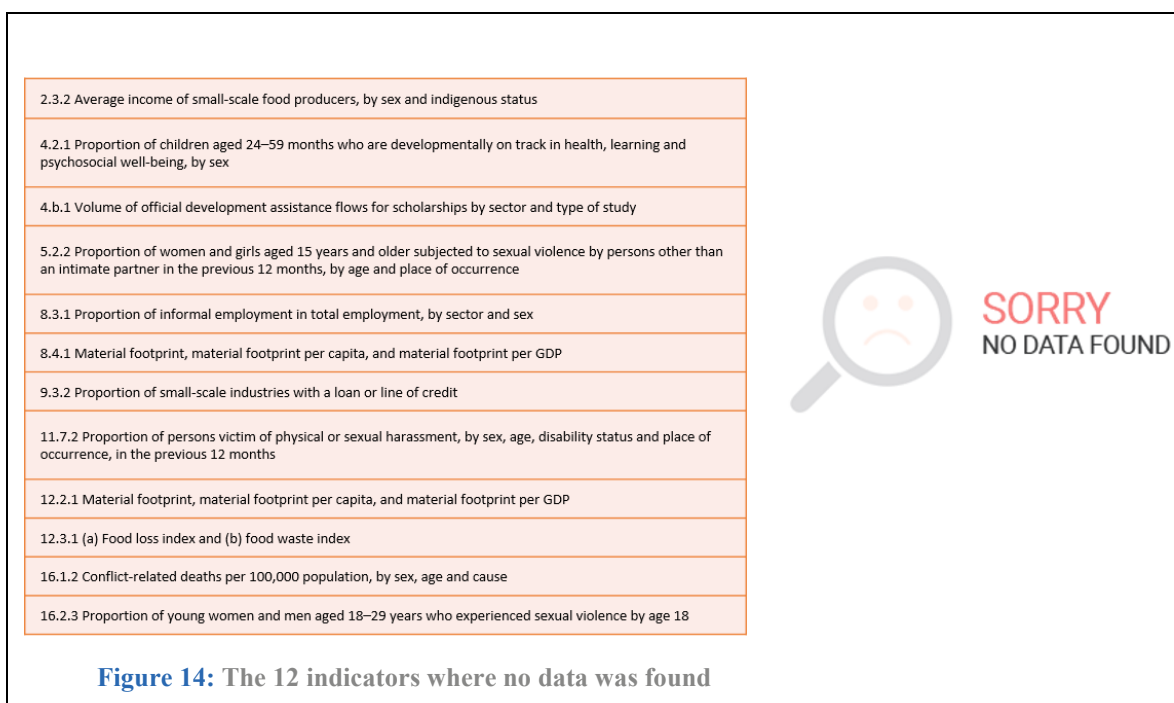 2.3.2 Average income of small-scale food producers, by sex and indigenous status
4.2.1 Proportion of children aged 24–59 months who are developmentally on track in health, learning and
psychosocial well-being, by sex
4.b.1 Volume of official development assistance flows for scholarships by sector and type of study
5.2.2 Proportion of women and girls aged 15 years and older subjected to sexual violence by persons other than
an intimate partner in the previous 12 months, by age and place of occurrence
8.3.1 Proportion of informal employment in total employment, by sector and sex
8.4.1 Material footprint, material footprint per capita, and material footprint per GDP
9.3.2 Proportion of small-scale industries with a loan or line of credit
11.7.2 Proportion of persons victim of physical or sexual harassment, by sex, age, disability status and place of
occurrence, in the previous 12 months
12.2.1 Material footprint, material footprint per capita, and material footprint per GDP
12.3.1 (a) Food loss index and (b) food waste index
16.1.2 Conflict-related deaths per 100,000 population, by sex, age and cause
16.2.3 Proportion of young women and men aged 18–29 years who experienced sexual violence by age 18
SORRY
NO DATA FOUND
Figure 14: The 12 indicators where no data was found